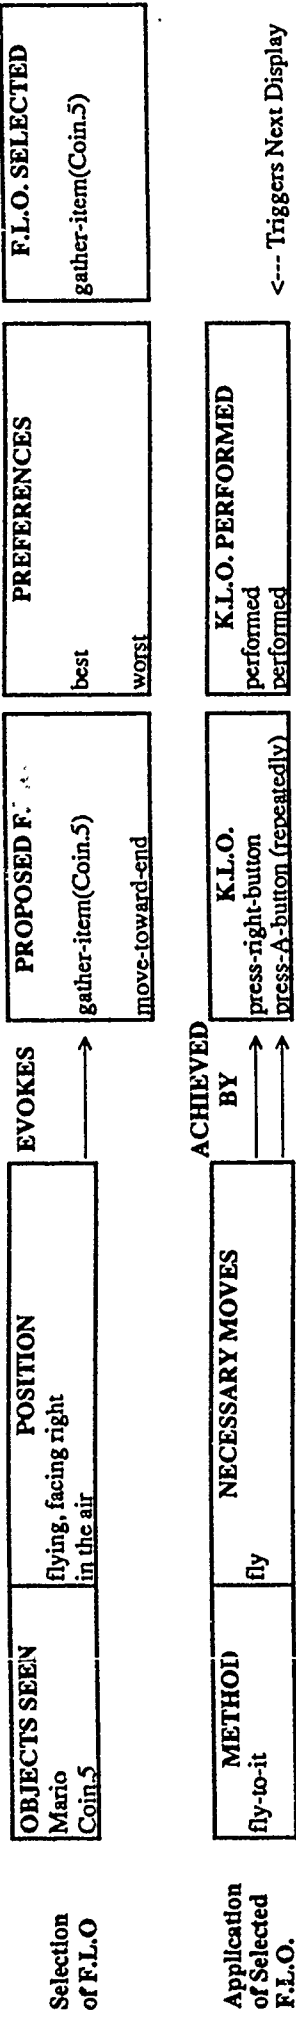 Selection
of F.L.O
OBJECTS SEEN
Mario
Coin.5
POSITION
flying, facing right
in the air
EVOKES
PROPOSED F.
gather-item(Coin.5)
move-toward-end
PREFERENCES
best
worst
F.L.O. SELECTED
gather-item(Coin.5)
Application
of Selected
F.L.O.
METHOD
fly-to-it
NECESSARY MOVES
fly
ACHIEVED
BY
K.L.O.
press-right-button
press-A-button (repeatedly)
K.L.O. PERFORMED
performed
performed
<--- Triggers Next Display